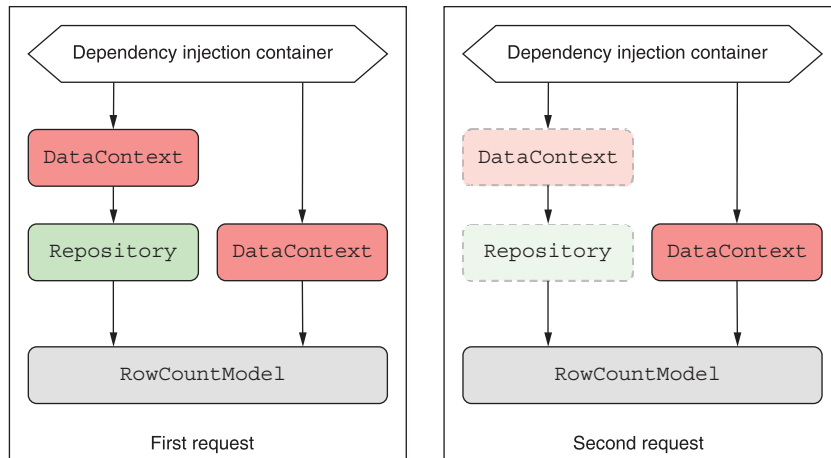 Dependency injection container
DataContext
Repository
DataContext
RowCountModel
First request
Dependency injection container
DataContext
Repository
DataContext
RowCountModel
Second request